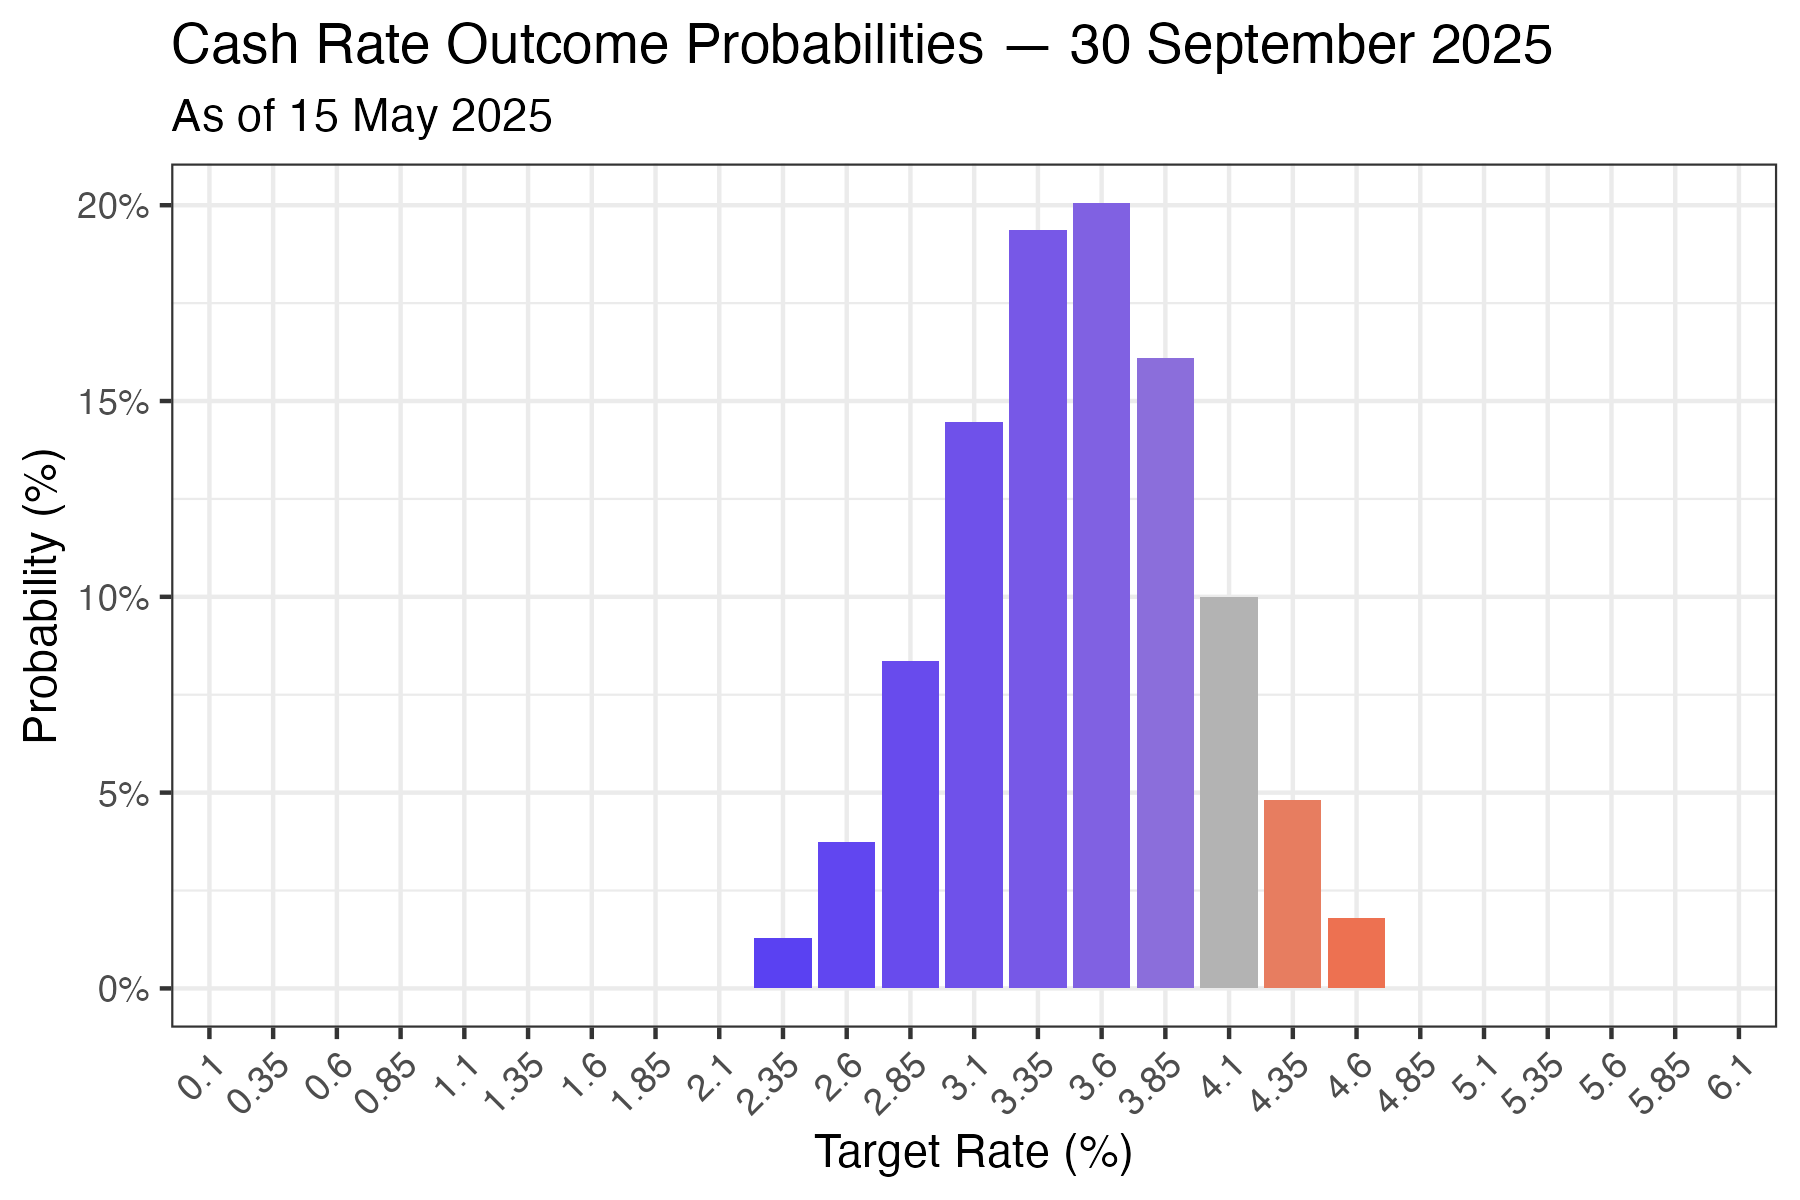 Cash Rate Outcome Probabilities — 30 September 2025
As of 15 May 2025
Probability (%)
20%
15%
10%
5%
0%
0.1 0.35 0.6 0.85 1.1 1.35 1.6 1.85 2.1 2.35 2.6 2.85 3.1 3.35 3.6 3.85 4.1 4.35 4.6 4.85 5.1 5.35 5.6 5.85 6.1
Target Rate (%)